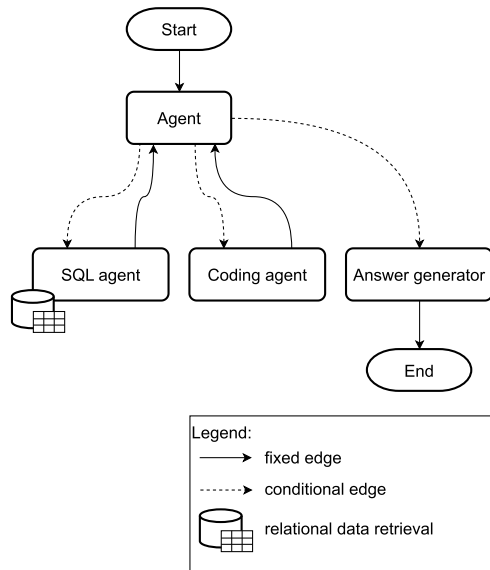 Start
Agent
SQL agent
Coding agent
Answer generator
End
Legend:
fixed edge
conditional edge
relational data retrieval